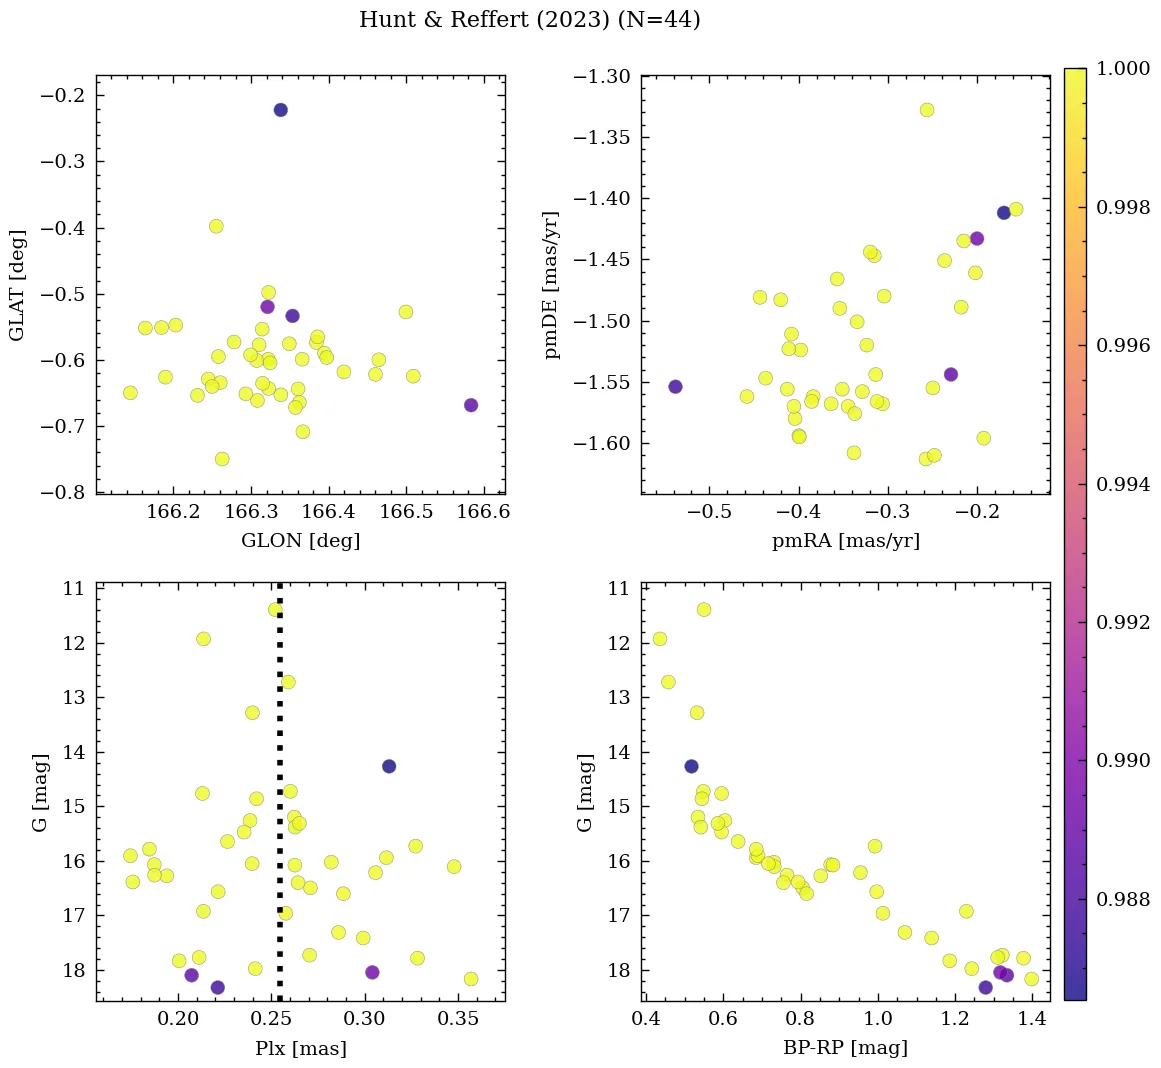 Hunt & Reffert (2023) (N=44)
−0.2
−0.3
−0.4
−0.5
−0.6
−0.7
−0.8
GLAT [deg]
166.2 166.3 166.4 166.5 166.6
GLON [deg]
−1.30
−1.35
−1.40
−1.45
−1.50
−1.55
−1.60
pmDE [mas/yr]
−0.5 −0.4 −0.3 −0.2
pmRA [mas/yr]
11
12
13
14
15
16
17
18
G [mag]
0.20 0.25 0.30 0.35
Plx [mas]
11
12
13
14
15
16
17
18
G [mag]
0.4 0.6 0.8 1.0 1.2 1.4
BP-RP [mag]
1.000
0.998
0.996
0.994
0.992
0.990
0.988